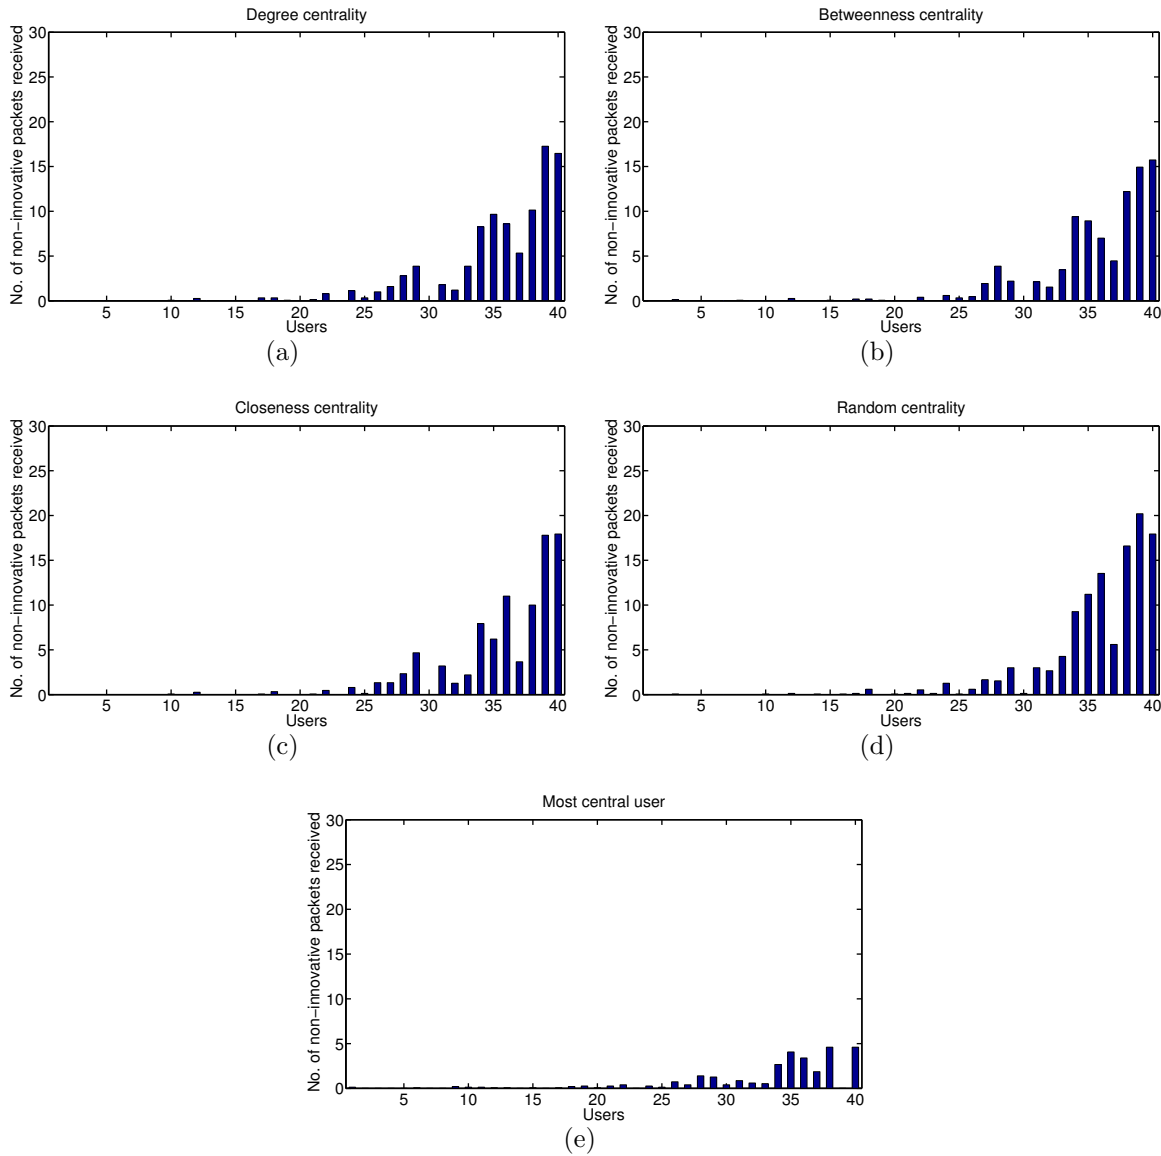 Degree centrality
No. of non-innovative packets received
30
25
20
15
10
5
0
5 10 15 20 25 30 35 40
Users
(a)
Betweenness centrality
No. of non-innovative packets received
30
25
20
15
10
5
0
5 10 15 20 25 30 35 40
Users
(b)
Closeness centrality
No. of non-innovative packets received
30
25
20
15
10
5
0
5 10 15 20 25 30 35 40
Users
(c)
Random centrality
No. of non-innovative packets received
30
25
20
15
10
5
0
5 10 15 20 25 30 35 40
Users
(d)
Most central user
No. of non-innovative packets received
30
25
20
15
10
5
0
5 10 15 20 25 30 35 40
Users
(e)